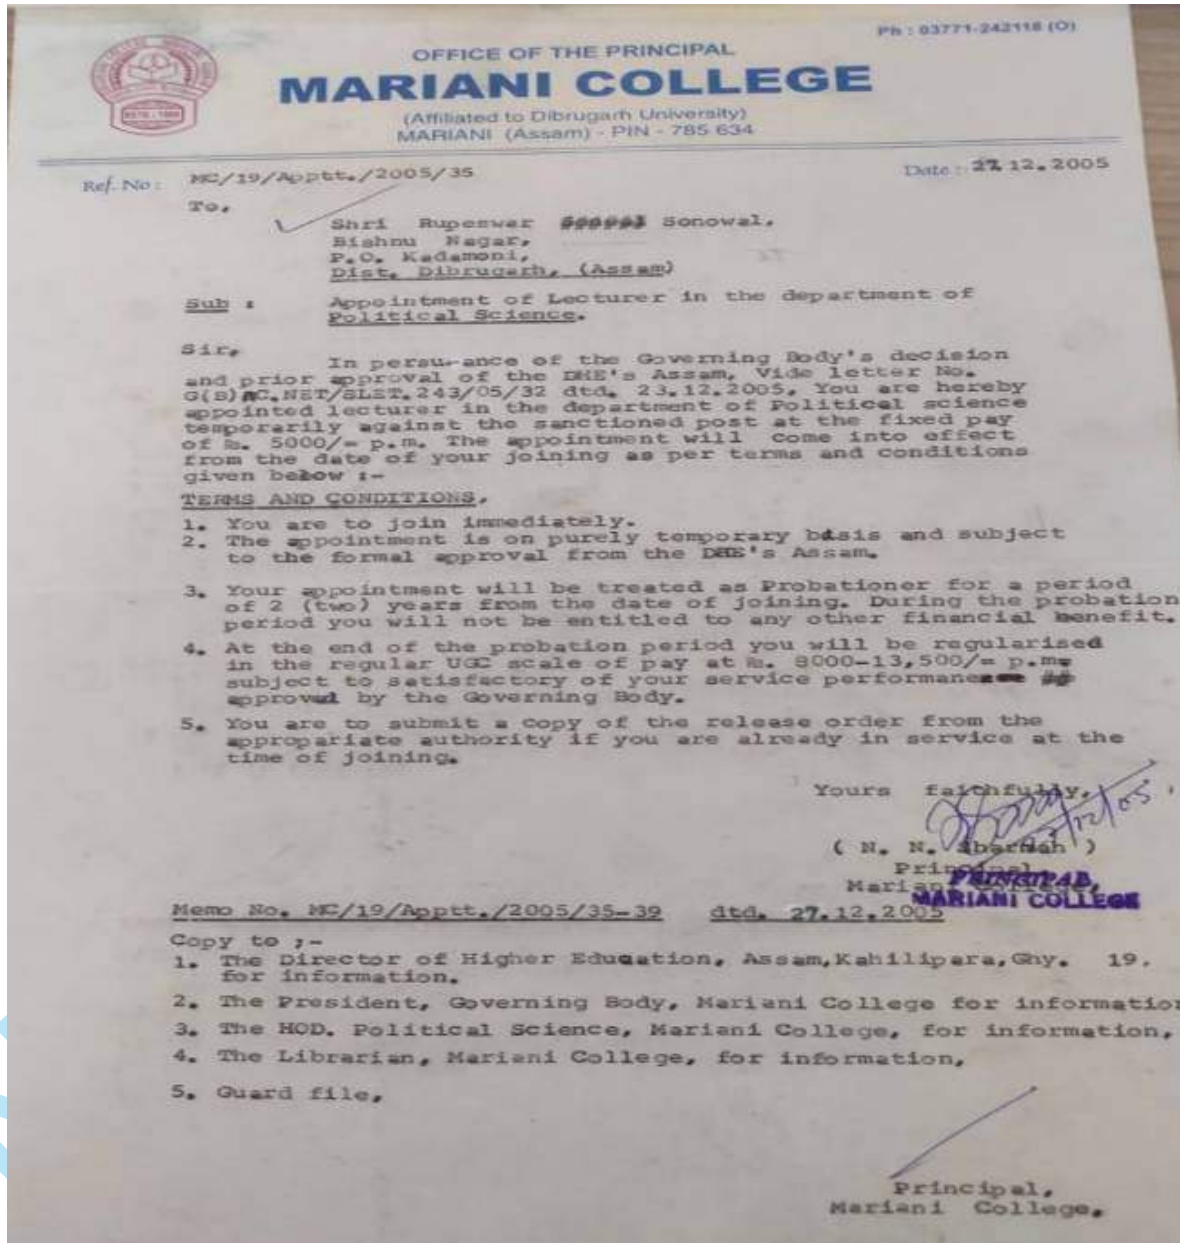 Ph : 03771-242118 (O)
OFFICE OF THE PRINCIPAL
MARIANI COLLEGE
(Affiliated to Dibrugarh University)
MARIANI (Assam) - PIN - 785 634
Ref. No : MC/19/Apptt./2005/35
Date : 27.12.2005
To,
Shri Rupeswar Sonowal,
Bishnu Nagar,
P.O. Kadamoni,
Dist. Dibrugarh, (Assam)
Sub : Appointment of Lecturer in the department of
Political Science.
Sir,
In persuance of the Governing Body's decision
and prior approval of the DHE's Assam, Vide letter No.
G(B)AC.NET/SLET.243/05/32 dtd. 23.12.2005, You are hereby
appointed lecturer in the department of Political science
temporarily against the sanctioned post at the fixed pay
of Rs. 5000/= p.m. The appointment will come into effect
from the date of your joining as per terms and conditions
given below :-
TERMS AND CONDITIONS.
1. You are to join immediately.
2. The appointment is on purely temporary basis and subject
to the formal approval from the DHE's Assam.
3. Your appointment will be treated as Probationer for a period
of 2 (two) years from the date of joining. During the probation
period you will not be entitled to any other financial benefit.
4. At the end of the probation period you will be regularised
in the regular UGC scale of pay at Rs. 8000-13,500/= p.m.
subject to satisfactory of your service performance
approved by the Governing Body.
5. You are to submit a copy of the release order from the
appropariate authority if you are already in service at the
time of joining.
Yours faithfully,
( N. N. Sharmah )
Principal,
Mariani College,
PRINCIPAL
MARIANI COLLEGE
Memo No. MC/19/Apptt./2005/35-39 dtd. 27.12.2005
Copy to ;-
1. The Director of Higher Education, Assam,Kahilipara,Ghy. 19.
for information.
2. The President, Governing Body, Mariani College for information
3. The HOD. Political Science, Mariani College, for information,
4. The Librarian, Mariani College, for information,
5. Guard file,
Principal,
Mariani College.